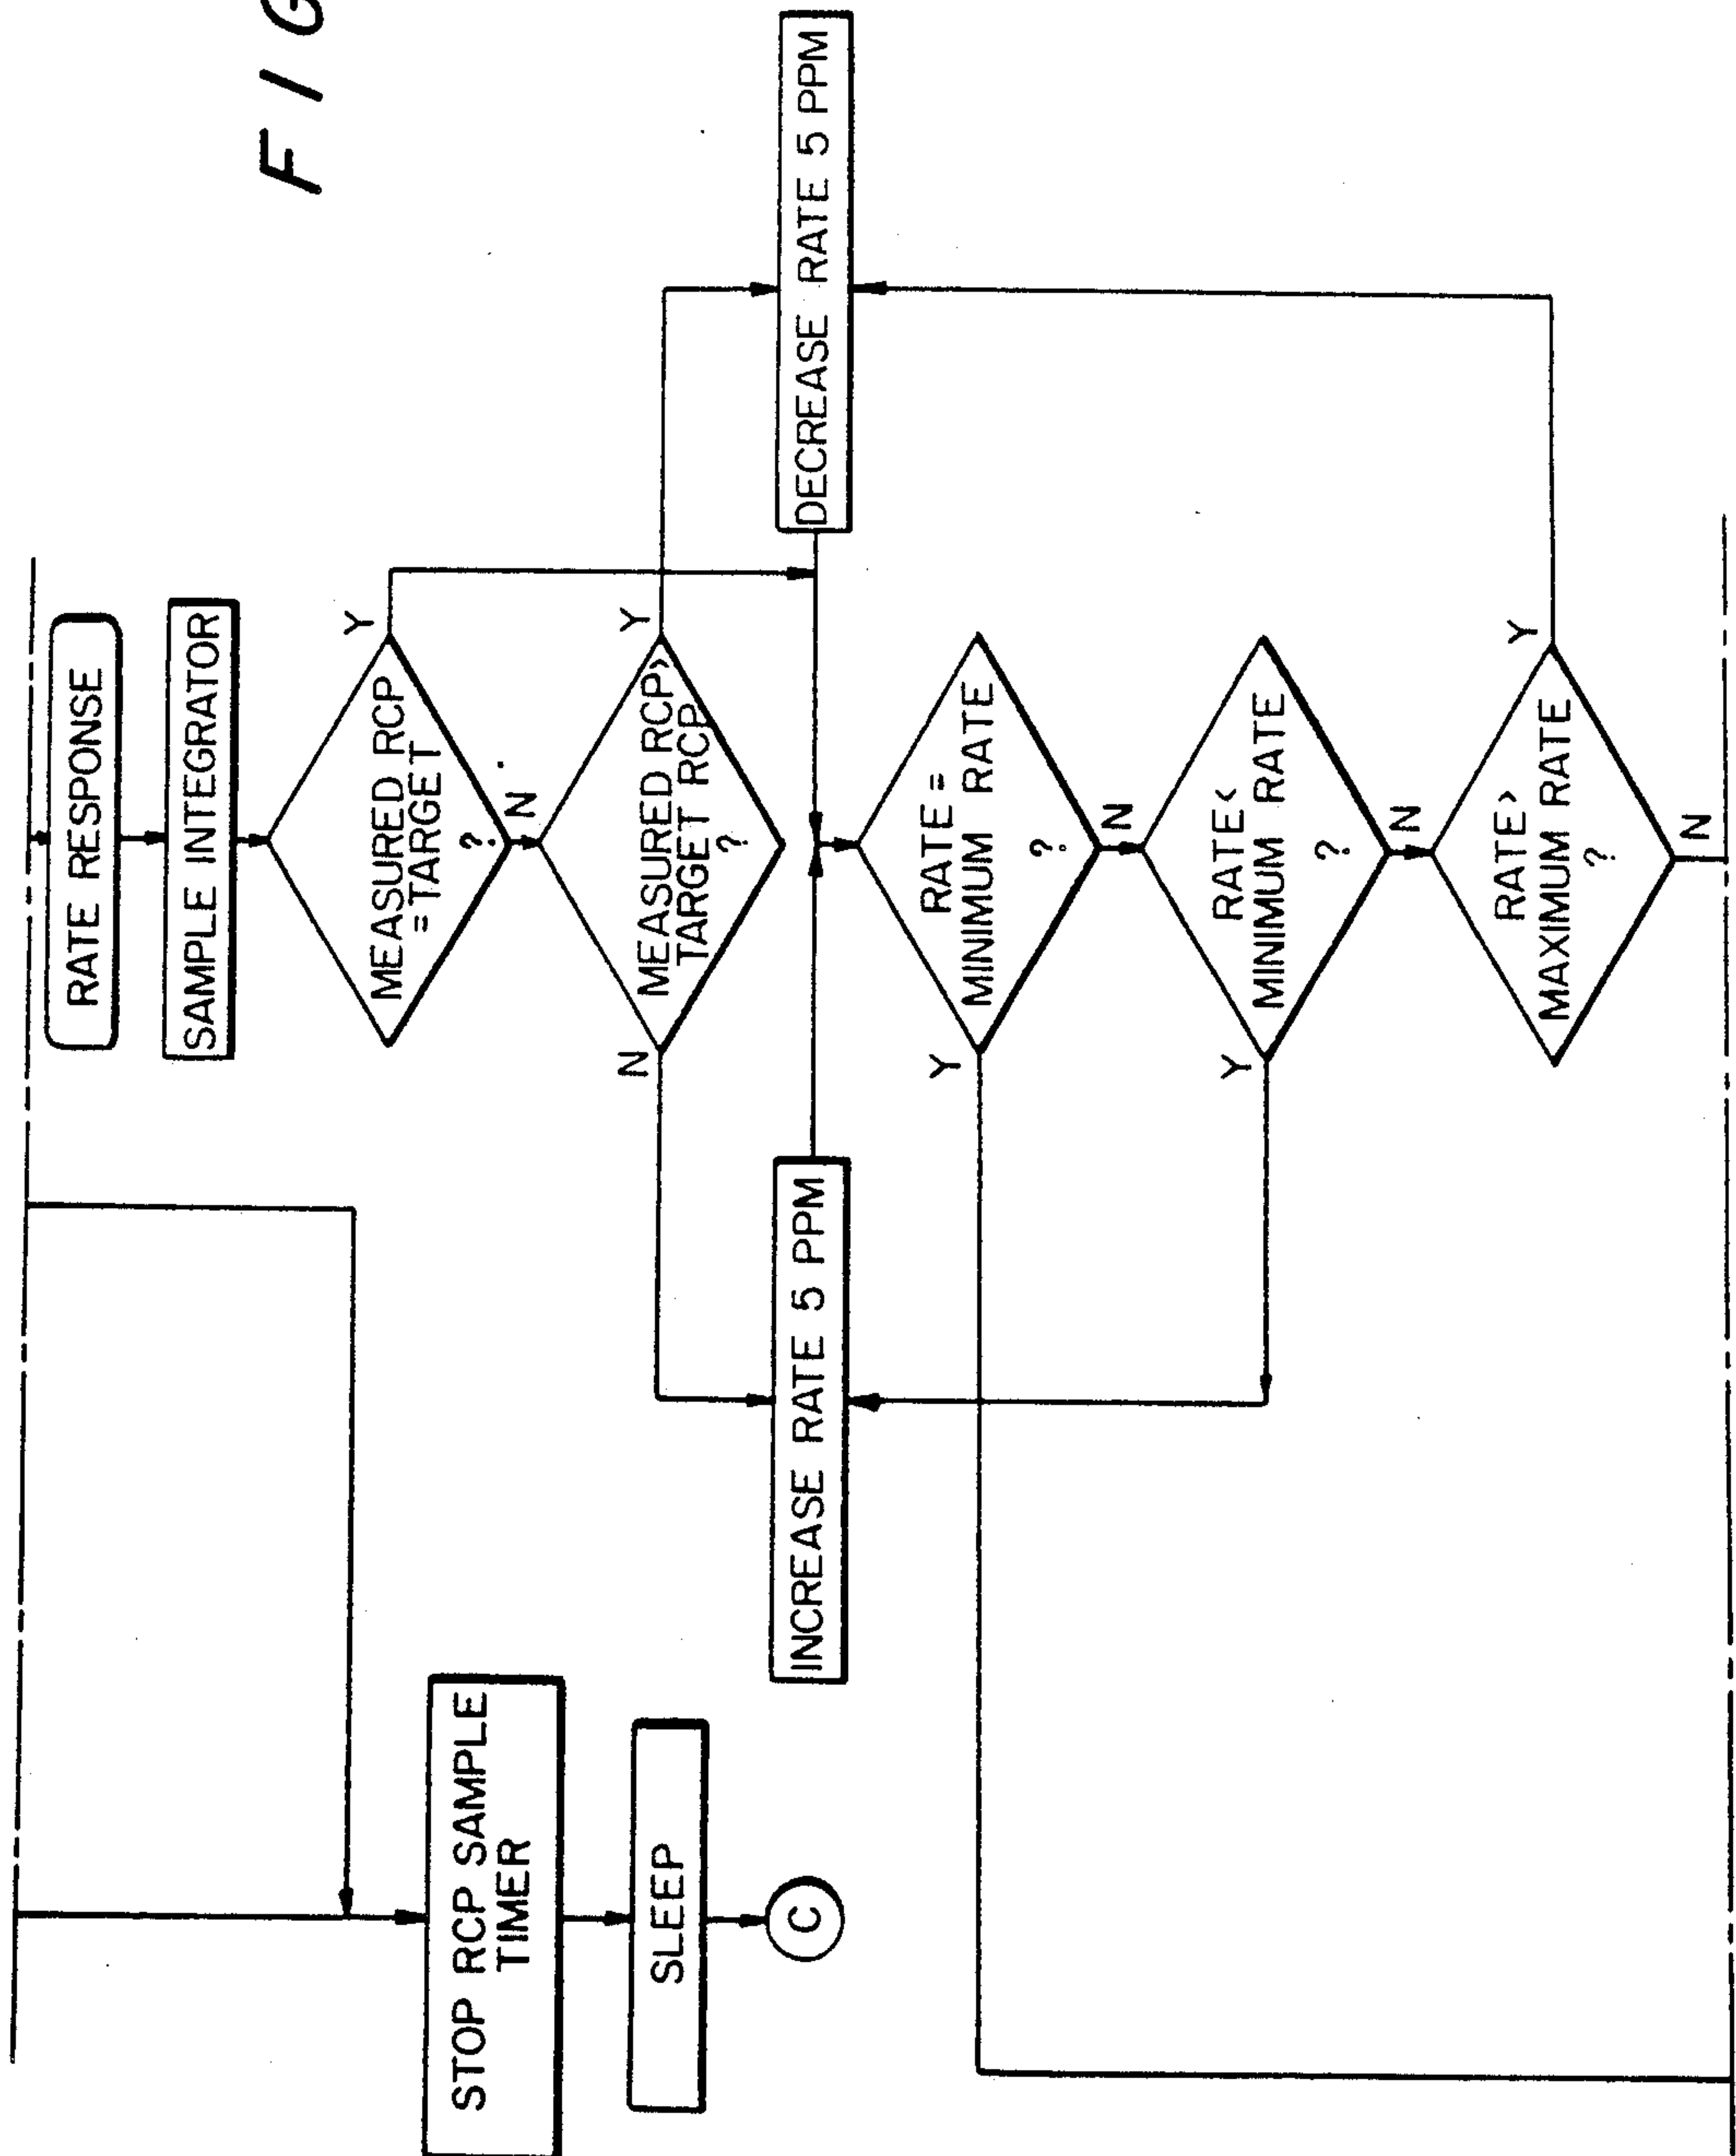 F I G
RATE RESPONSE
SAMPLE INTEGRATOR
MEASURED RCP
= TARGET
?
Y
N
MEASURED RCP>
TARGET RCP
?
Y
N
STOP RCP SAMPLE
TIMER
SLEEP
C
INCREASE RATE 5 PPM
DECREASE RATE 5 PPM
RATE =
MINIMUM RATE
?
Y
N
RATE<
MINIMUM RATE
?
Y
N
RATE>
MAXIMUM RATE
?
Y
N